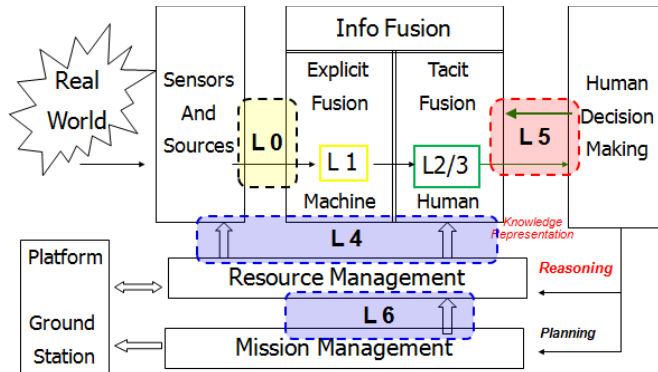 Info Fusion
Real
World
Sensors
And
Sources
Explicit
Fusion
Tacit
Fusion
Human
Decision
Making
L 0
L 1
L2/3
L 5
Machine
Human
Knowledge
Representation
L 4
Platform
Ground
Station
Resource Management
Reasoning
L 6
Planning
Mission Management